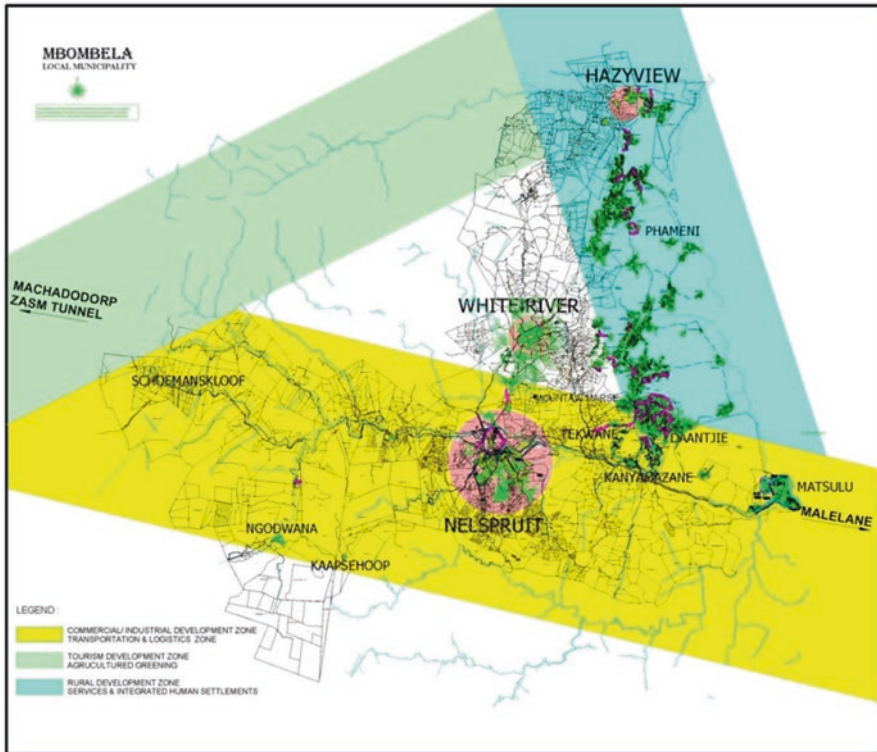 MBOMBELA
LOCAL MUNICIPALITY
HAZYVIEW
PHAMENI
MACHADODORP
ZASM TUNNEL
WHITE RIVER
SCHOEMANSKLOOF
TEKWANE
DAANTJIE
KANYAMAZANE
MATSULU
MALELANE
NELSPRUIT
NGODWANA
KAAPSEHOOP
LEGEND :
COMMERCIAL/ INDUSTRIAL DEVELOPMENT ZONE
TRANSPORTATION & LOGISTICS ZONE
TOURISM DEVELOPMENT ZONE
AGRUCULTURED GREENING
RURAL DEVELOPMENT ZONE
SERVICES & INTEGRATED HUMAN SETTLEMENTS